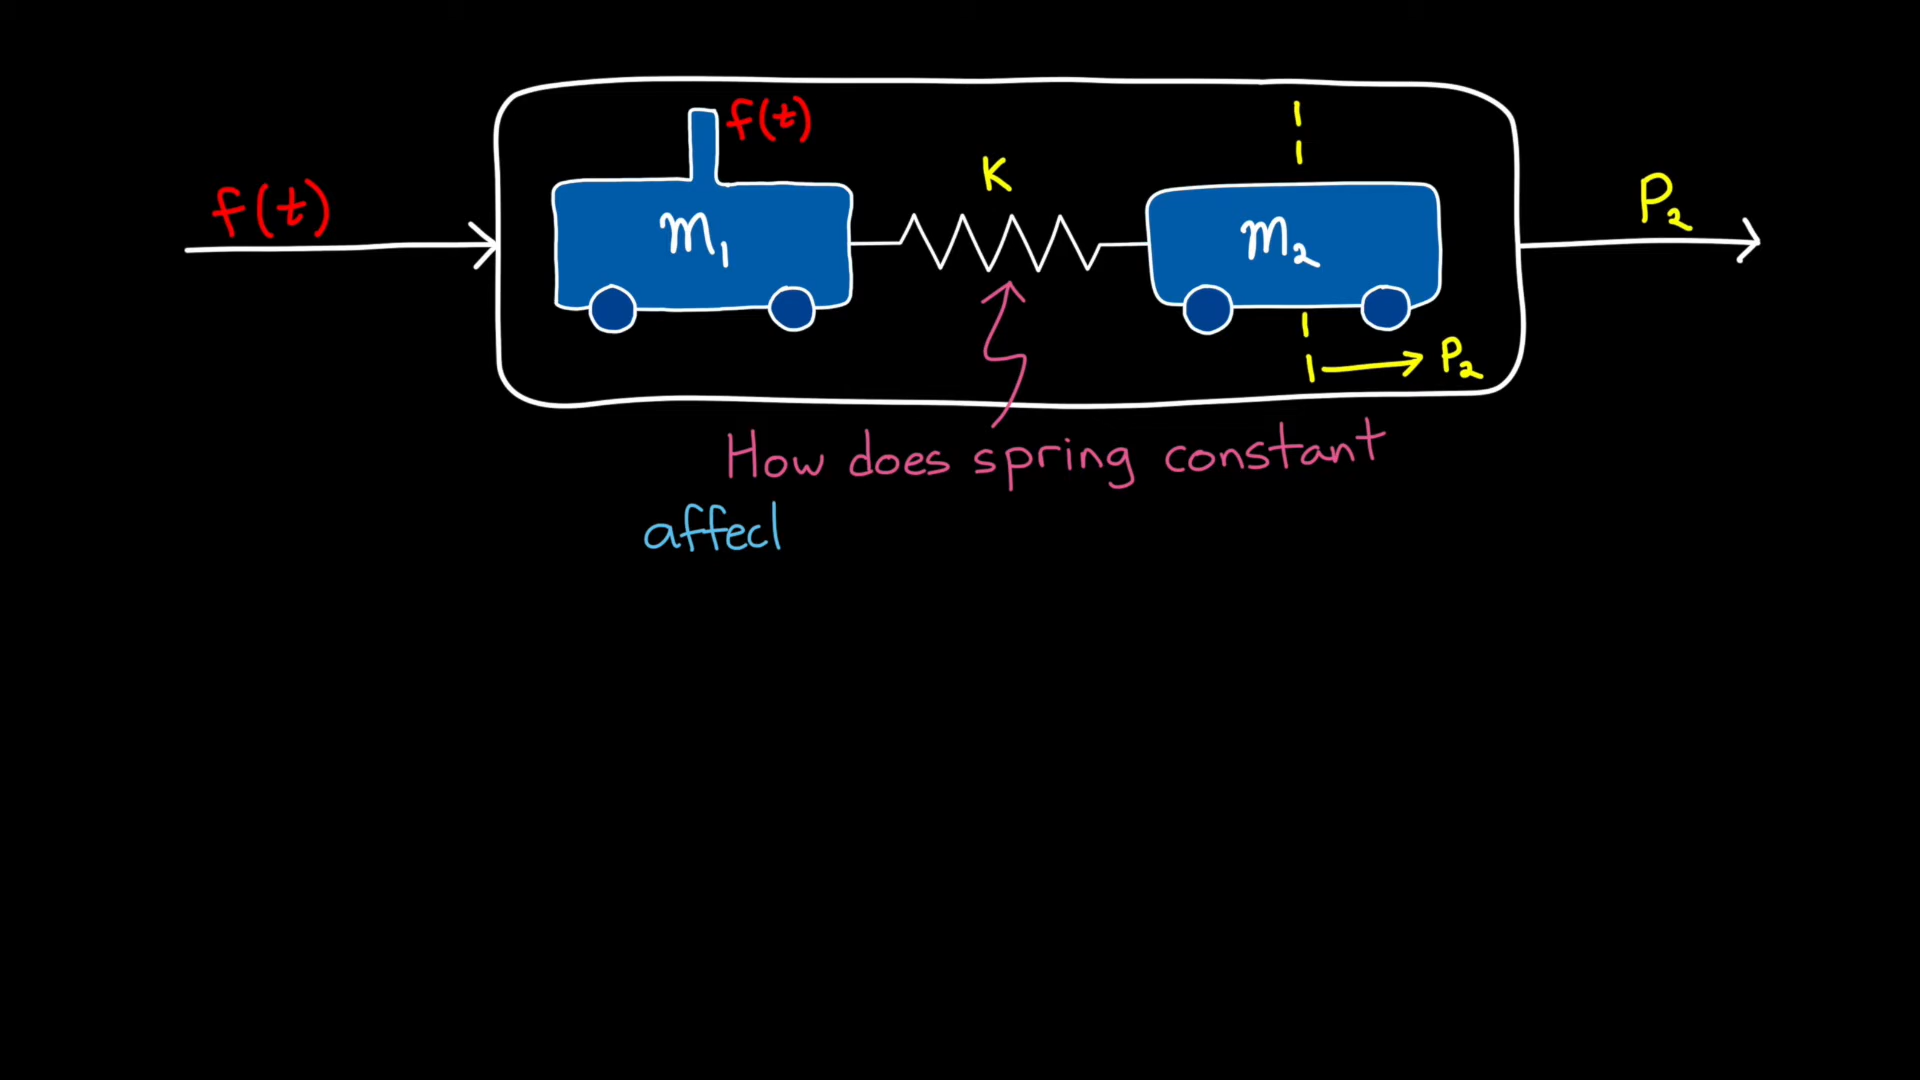 f(t)
K
f(t)
m₁
m₂
P₂
P₂
How does spring constant
affecl